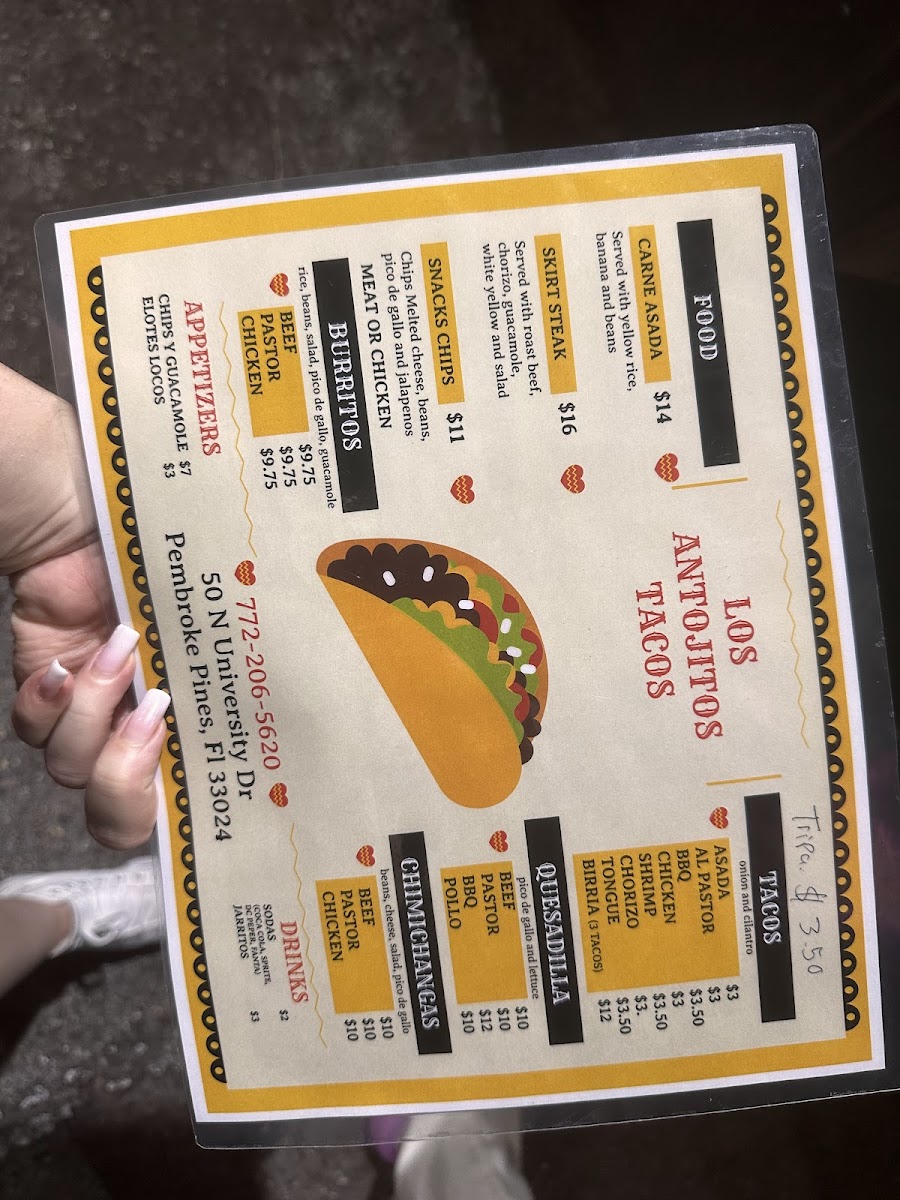 FOOD
CARNE ASADA $14
Served with yellow rice,
banana and beans
SKIRT STEAK $16
Served with roast beef,
chorizo, guacamole,
white yellow and salad
SNACKS CHIPS $11
Chips Melted cheese, beans,
pico de gallo and jalapenos
MEAT OR CHICKEN
BURRITOS
rice, beans, salad, pico de gallo, guacamole
BEEF $9.75
PASTOR $9.75
CHICKEN $9.75
APPETIZERS
CHIPS Y GUACAMOLE $7
ELOTES LOCOS $3
LOS
ANTOJITOS
TACOS
772-206-5620
50 N University Dr
Pembroke Pines, Fl 33024
Tripa. $ 3.50
TACOS
onion and cilantro
ASADA $3
AL PASTOR $3
BBQ $3.50
CHICKEN $3
SHRIMP $3.50
CHORIZO $3.
TONGUE $3.50
BIRRIA (3 TACOS) $12
QUESADILLA
pico de gallo and lettuce
BEEF $10
PASTOR $10
BBQ $12
POLLO $10
CHIMICHANGAS
beans, cheese, salad, pico de gallo
BEEF $10
PASTOR $10
CHICKEN $10
DRINKS
SODAS $2
(COCA COLA, SPRITE,
DC PEPER, FANTA)
JARRITOS $3